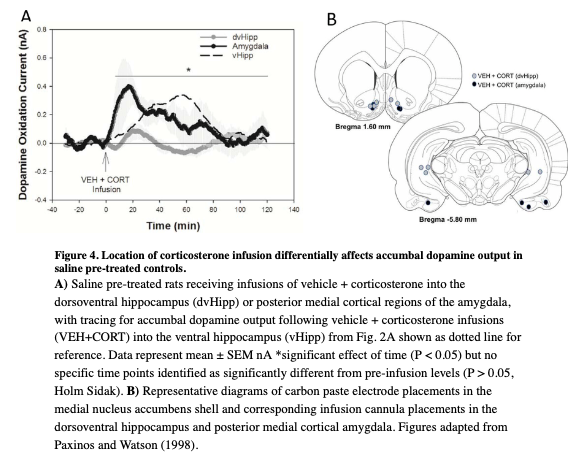 A
B
Dopamine Oxidation Current (nA)
0.8
0.6
0.4
0.2
0.0
-0.2
-0.4
dvHipp
Amygdala
vHipp
*
VEH + CORT
Infusion
-40 -20 0 20 40 60 80 100 120 140
Time (min)
VEH + CORT (dvHipp)
VEH + CORT (amygdala)
Bregma 1.60 mm
Bregma -5.80 mm
Figure 4. Location of corticosterone infusion differentially affects accumbal dopamine output in
saline pre-treated controls.
A) Saline pre-treated rats receiving infusions of vehicle + corticosterone into the
dorsoventral hippocampus (dvHipp) or posterior medial cortical regions of the amygdala,
with tracing for accumbal dopamine output following vehicle + corticosterone infusions
(VEH+CORT) into the ventral hippocampus (vHipp) from Fig. 2A shown as dotted line for
reference. Data represent mean ± SEM nA *significant effect of time (P < 0.05) but no
specific time points identified as significantly different from pre-infusion levels (P > 0.05,
Holm Sidak). B) Representative diagrams of carbon paste electrode placements in the
medial nucleus accumbens shell and corresponding infusion cannula placements in the
dorsoventral hippocampus and posterior medial cortical amygdala. Figures adapted from
Paxinos and Watson (1998).